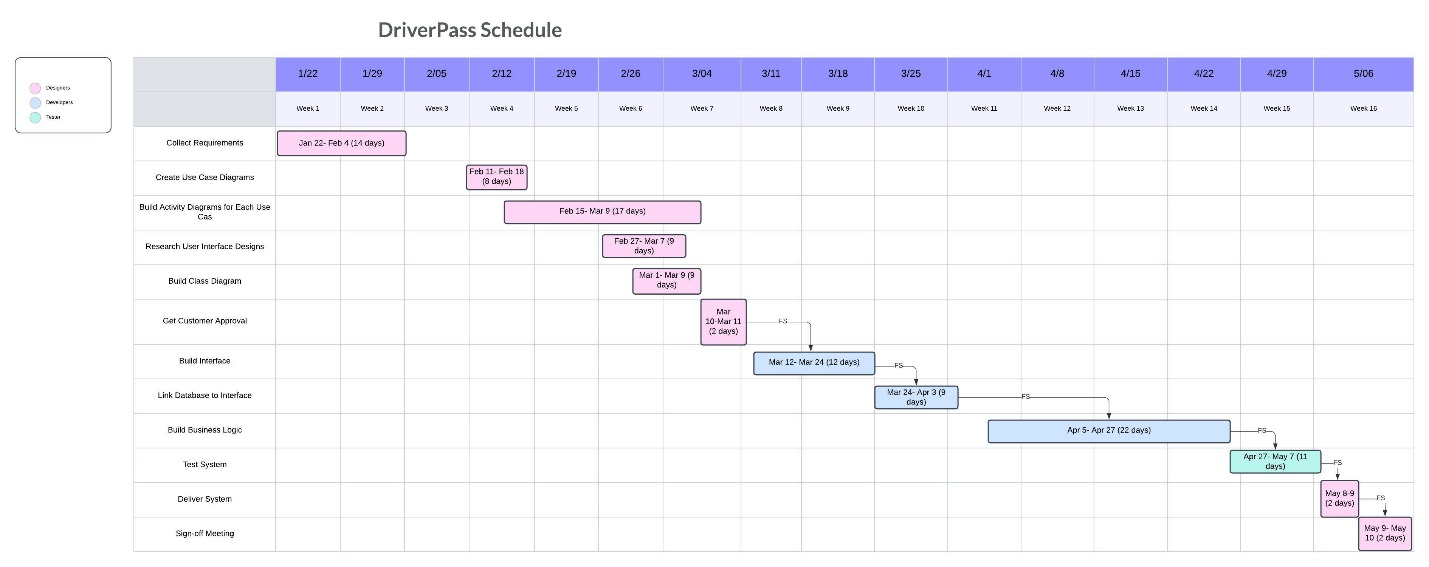 DriverPass Schedule
Designers
Developers
Tester
1/22 1/29 2/05 2/12 2/19 2/26 3/04 3/11 3/18 3/25 4/1 4/8 4/15 4/22 4/29 5/06
Week 1 Week 2 Week 3 Week 4 Week 5 Week 6 Week 7 Week 8 Week 9 Week 10 Week 11 Week 12 Week 13 Week 14 Week 15 Week 16
Collect Requirements
Jan 22- Feb 4 (14 days)
Create Use Case Diagrams
Feb 11- Feb 18
(8 days)
Build Activity Diagrams for Each Use
Cas
Feb 15- Mar 9 (17 days)
Research User Interface Designs
Feb 27- Mar 7 (9
days)
Build Class Diagram
Mar 1- Mar 9 (9
days)
Get Customer Approval
Mar
10-Mar 11
(2 days)
FS
Build Interface
Mar 12- Mar 24 (12 days)
FS
Link Database to Interface
Mar 24- Apr 3 (9
days)
FS
Build Business Logic
Apr 5- Apr 27 (22 days)
FS
Test System
Apr 27- May 7 (11
days)
FS
Deliver System
May 8-9
(2 days)
FS
Sign-off Meeting
May 9- May
10 (2 days)